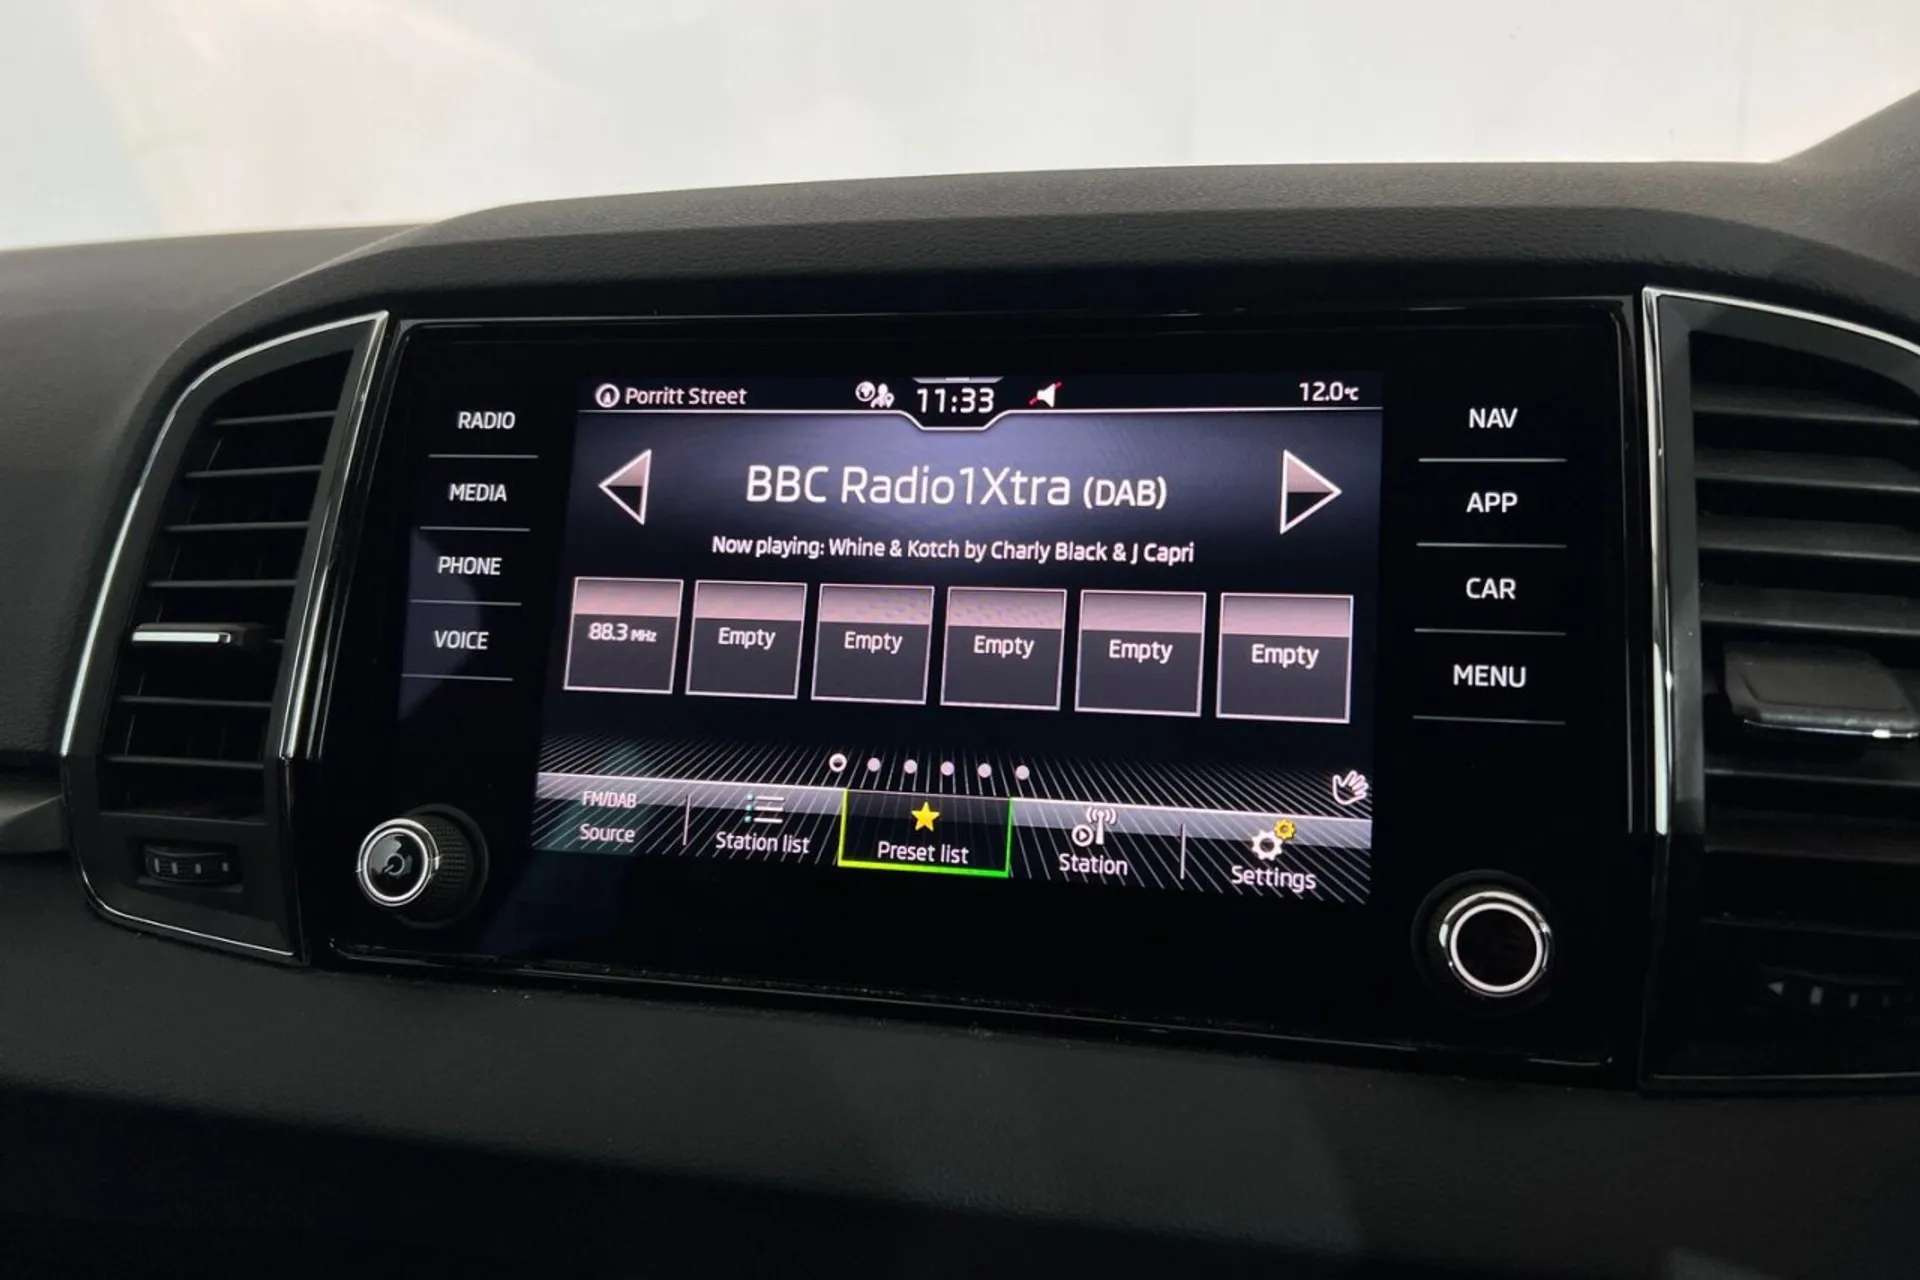 Porritt Street
11:33
12.0°C
RADIO
MEDIA
PHONE
VOICE
BBC Radio1Xtra (DAB)
Now playing: Whine & Kotch by Charly Black & J Capri
88.3 MHz
Empty
Empty
Empty
Empty
Empty
FM/DAB
Source
Station list
Preset list
Station
Settings
NAV
APP
CAR
MENU